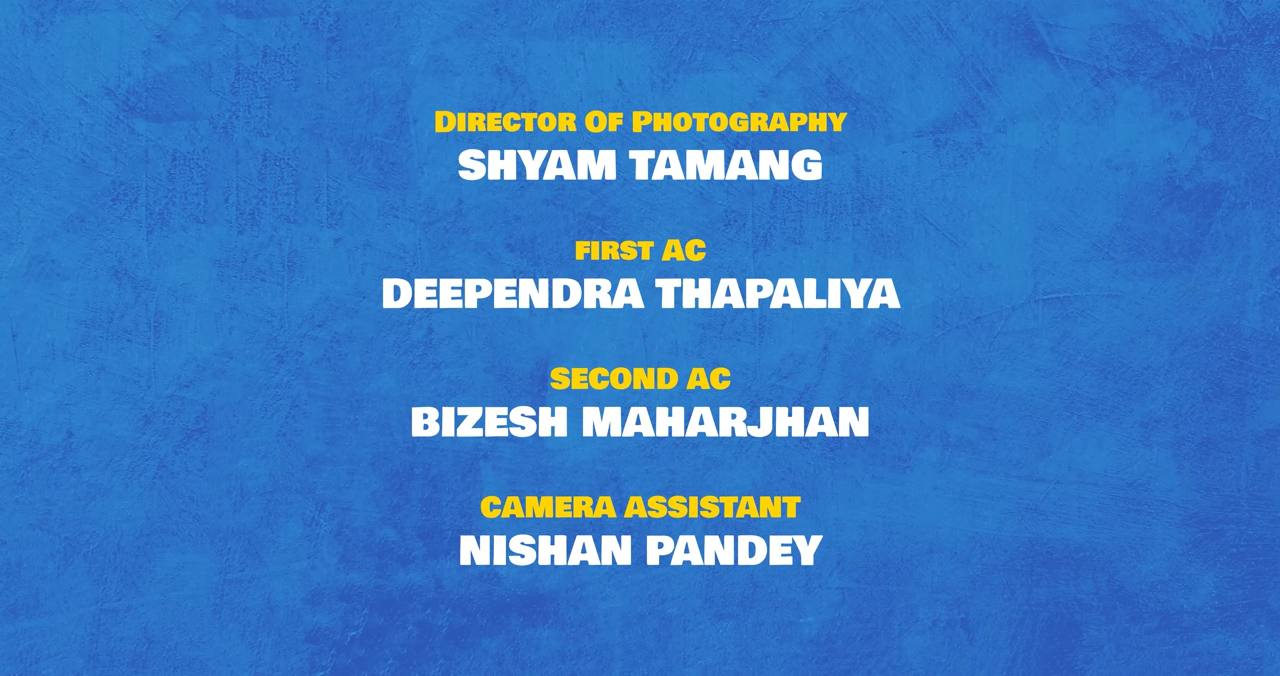 Director Of Photography
SHYAM TAMANG
FIRST AC
DEEPENDRA THAPALIYA
SECOND AC
BIZESH MAHARJHAN
CAMERA ASSISTANT
NISHAN PANDEY